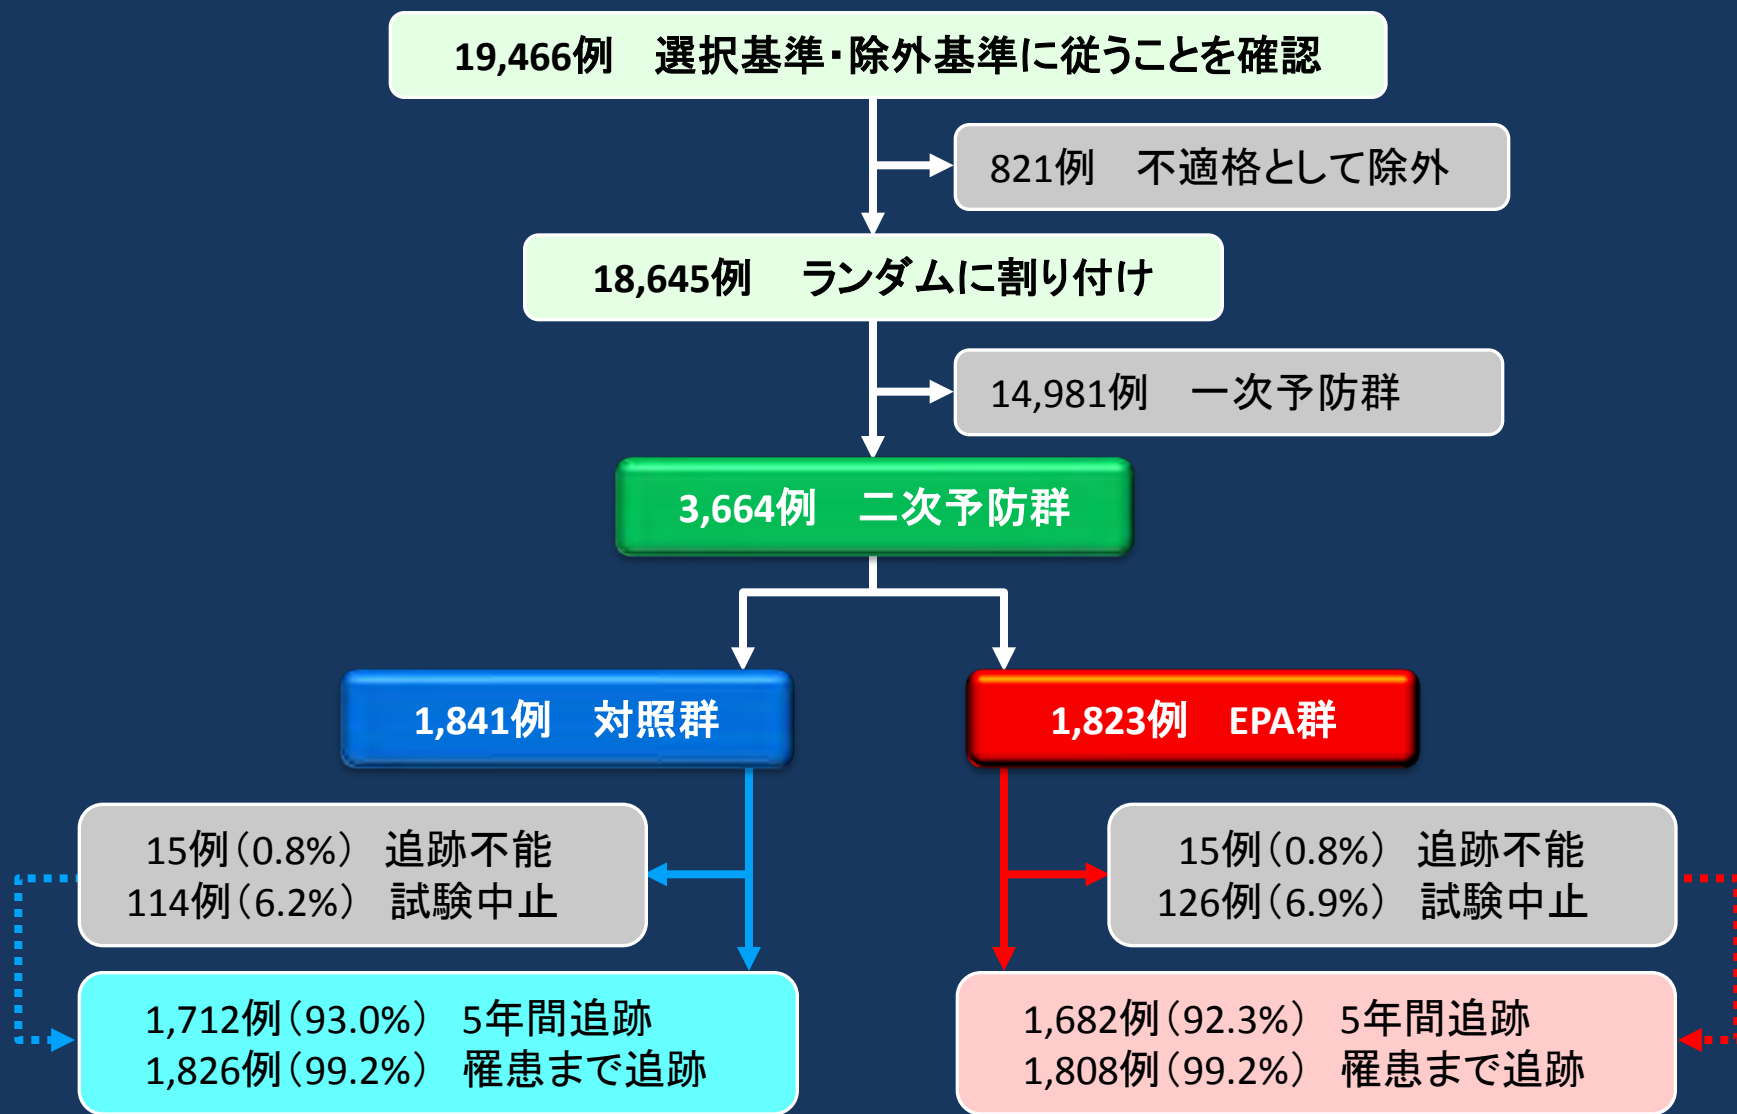 19,466例　選択基準・除外基準に従うことを確認
821例　不適格として除外
18,645例　ランダムに割り付け
14,981例　一次予防群
3,664例　二次予防群
1,841例　対照群
1,823例　EPA群
15例（0.8%） 追跡不能
114例（6.2%） 試験中止
15例（0.8%） 追跡不能
126例（6.9%） 試験中止
1,712例（93.0%） 5年間追跡
1,826例（99.2%） 罹患まで追跡
1,682例（92.3%） 5年間追跡
1,808例（99.2%） 罹患まで追跡